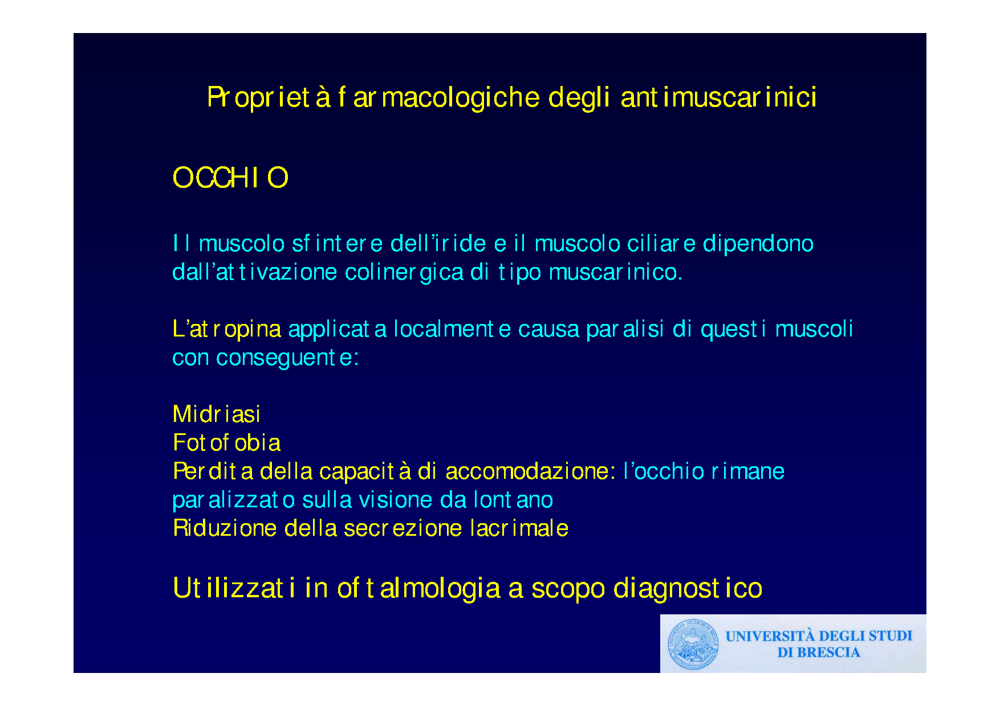 Proprietà farmacologiche degli antimuscarinici
OCCHIO
Il muscolo sfintere dell’iride e il muscolo ciliare dipendono
dall’attivazione colinergica di tipo muscarinico.
L’atropina applicata localmente causa paralisi di questi muscoli
con conseguente:
Midriasi
Fotofobia
Perdita della capacità di accomodazione: l’occhio rimane
paralizzato sulla visione da lontano
Riduzione della secrezione lacrimale
Utilizzati in oftalmologia a scopo diagnostico
UNIVERSITÀ DEGLI STUDI
DI BRESCIA